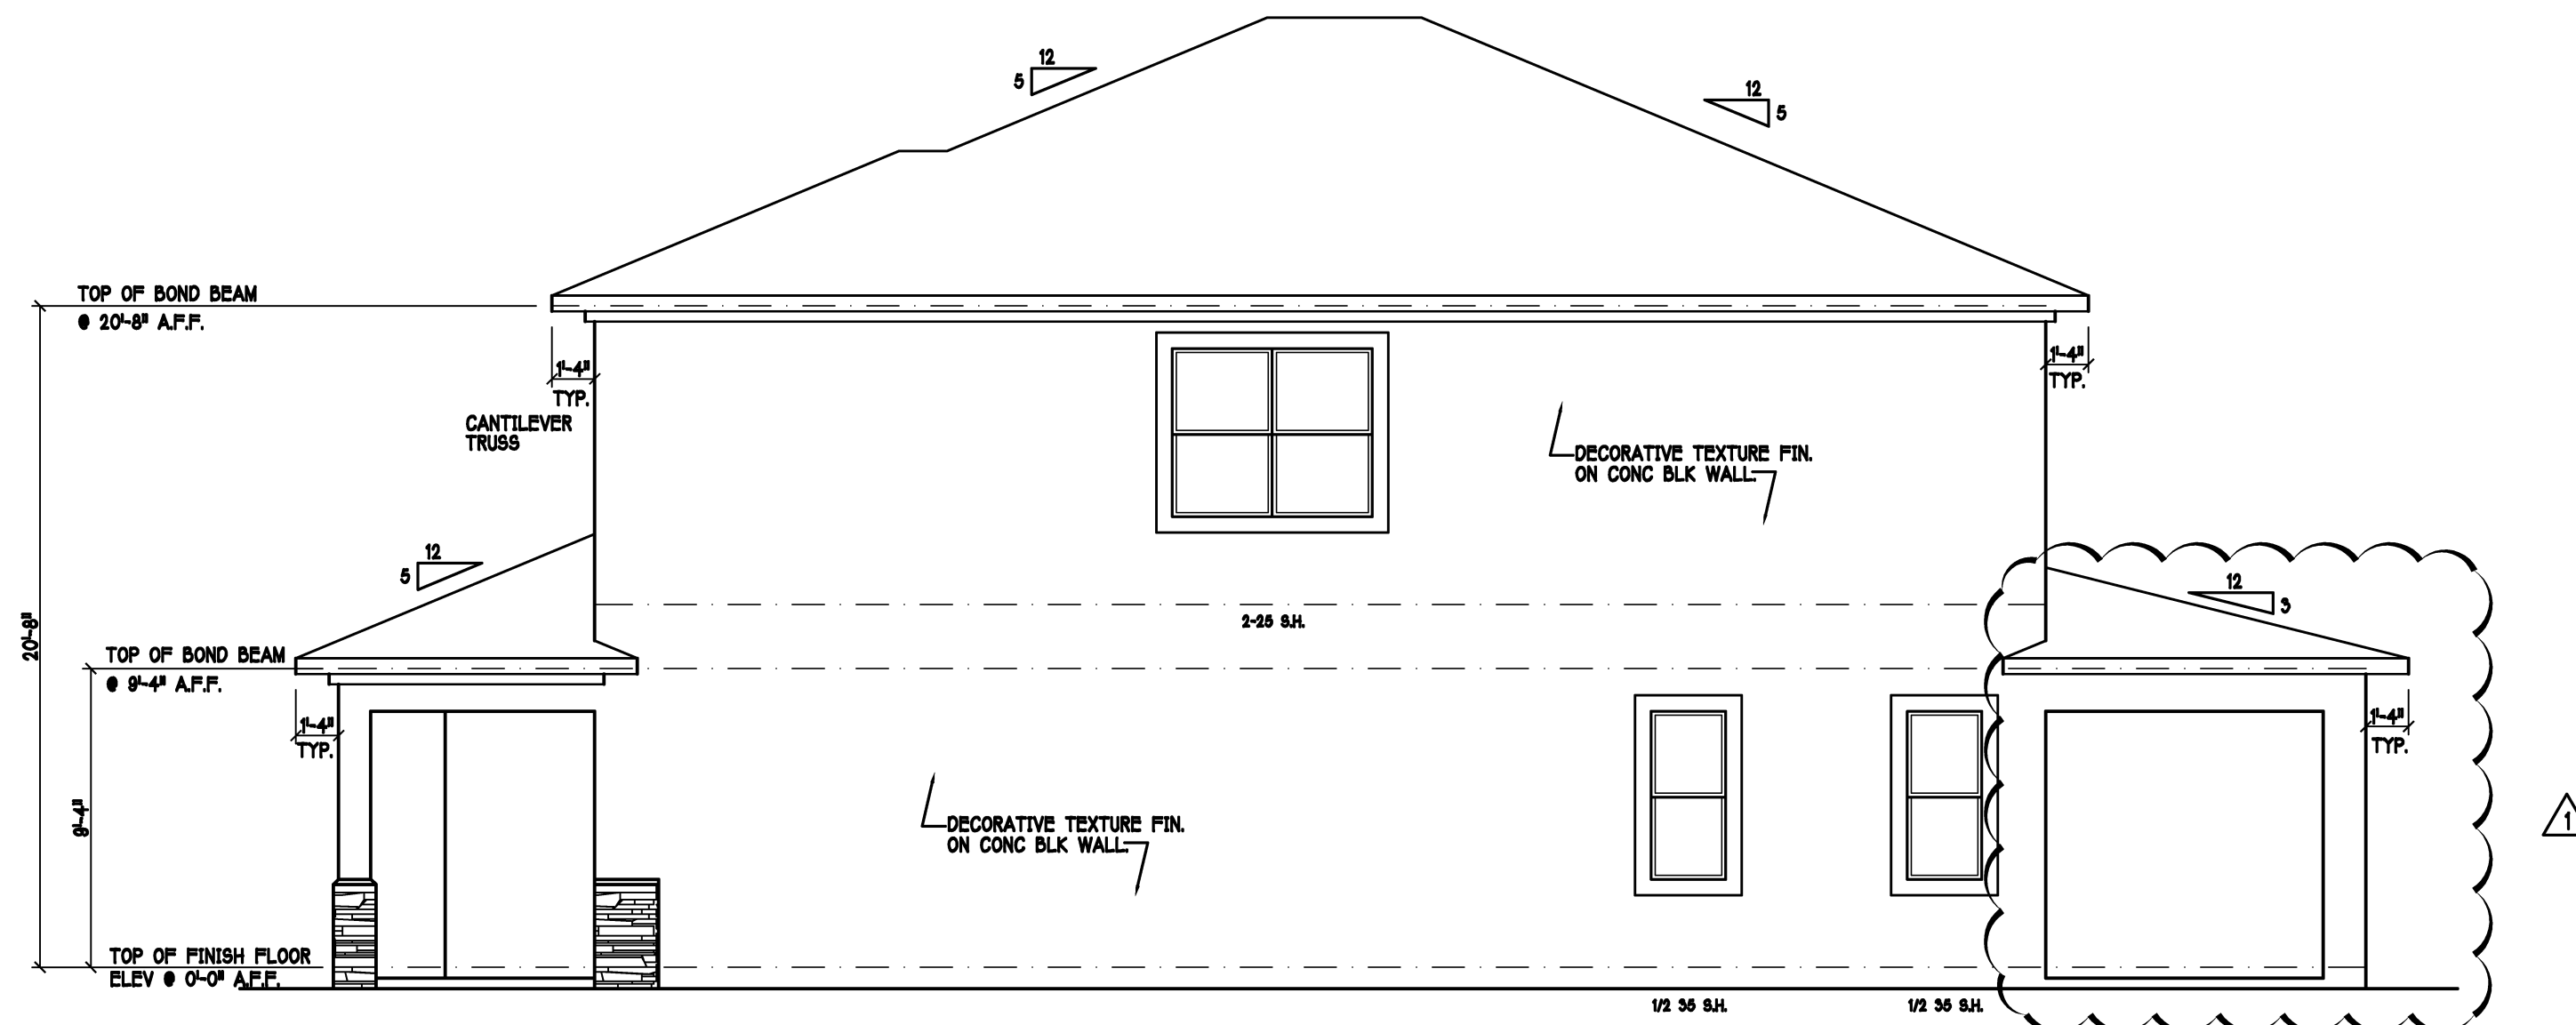 12
5
12
5
TOP OF BOND BEAM
@ 20'-8" A.F.F.
1'-4"
TYP.
1'-4"
TYP.
CANTILEVER
TRUSS
DECORATIVE TEXTURE FIN.
ON CONC BLK WALL.
12
5
12
3
2-25 S.H.
20'-8"
TOP OF BOND BEAM
@ 9'-4" A.F.F.
1'-4"
TYP.
1'-4"
TYP.
9'-4"
DECORATIVE TEXTURE FIN.
ON CONC BLK WALL.
1
TOP OF FINISH FLOOR
ELEV @ 0'-0" A.F.F.
1/2 35 S.H.
1/2 35 S.H.